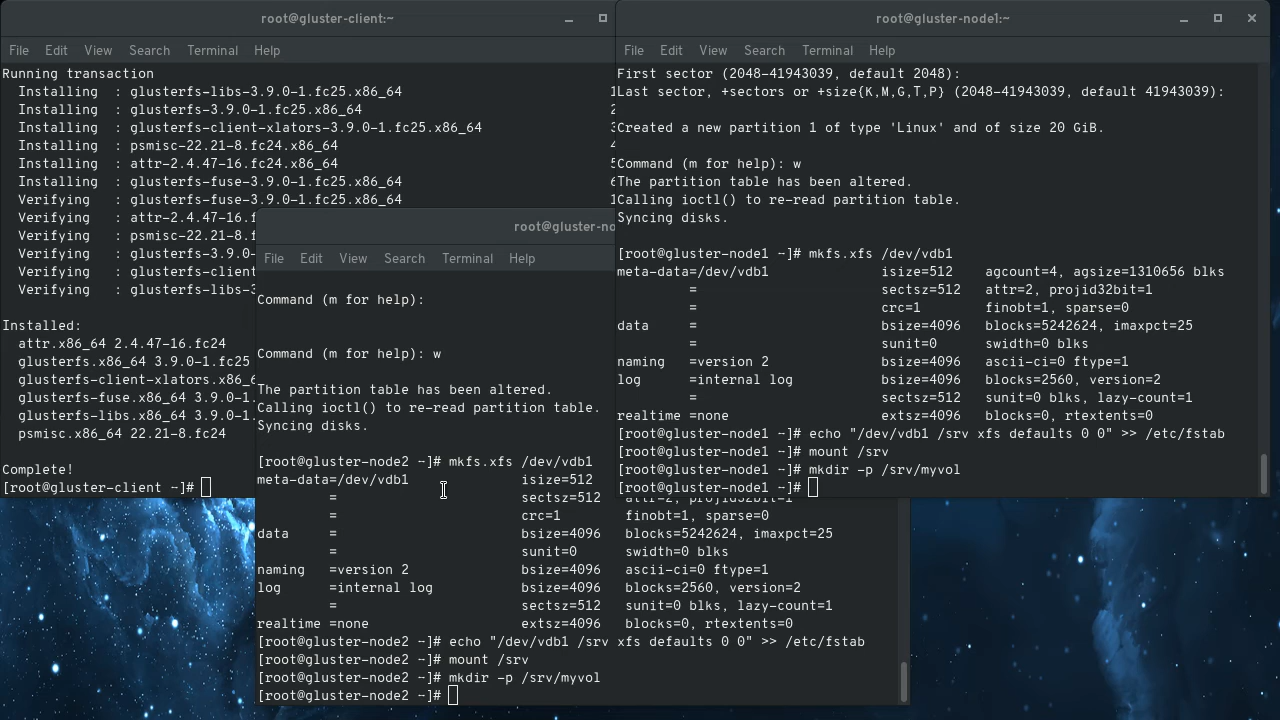 root@gluster-client:~
File Edit View Search Terminal Help
Running transaction
Installing : glusterfs-libs-3.9.0-1.fc25.x86_64
Installing : glusterfs-3.9.0-1.fc25.x86_64
Installing : glusterfs-client-xlators-3.9.0-1.fc25.x86_64
Installing : psmisc-22.21-8.fc24.x86_64
Installing : attr-2.4.47-16.fc24.x86_64
Installing : glusterfs-fuse-3.9.0-1.fc25.x86_64
Verifying : glusterfs-fuse-3.9.0-1.fc25.x86_64
Verifying : attr-2.4.47-16.f
Verifying : psmisc-22.21-8.f
Verifying : glusterfs-3.9.0-
Verifying : glusterfs-client
Verifying : glusterfs-libs-3
Installed:
attr.x86_64 2.4.47-16.fc24
glusterfs.x86_64 3.9.0-1.fc25
glusterfs-client-xlators.x86_6
glusterfs-fuse.x86_64 3.9.0-1.
glusterfs-libs.x86_64 3.9.0-1.
psmisc.x86_64 22.21-8.fc24
Complete!
[root@gluster-client ~]#
root@gluster-no
File Edit View Search Terminal Help
Command (m for help):
Command (m for help): w
The partition table has been altered.
Calling ioctl() to re-read partition table.
Syncing disks.
[root@gluster-node2 ~]# mkfs.xfs /dev/vdb1
meta-data=/dev/vdb1 isize=512
= sectsz=512 attr=2, projid32bit=1
= crc=1 finobt=1, sparse=0
data = bsize=4096 blocks=5242624, imaxpct=25
= sunit=0 swidth=0 blks
naming =version 2 bsize=4096 ascii-ci=0 ftype=1
log =internal log bsize=4096 blocks=2560, version=2
= sectsz=512 sunit=0 blks, lazy-count=1
realtime =none extsz=4096 blocks=0, rtextents=0
[root@gluster-node2 ~]# echo "/dev/vdb1 /srv xfs defaults 0 0" >> /etc/fstab
[root@gluster-node2 ~]# mount /srv
[root@gluster-node2 ~]# mkdir -p /srv/myvol
[root@gluster-node2 ~]#
root@gluster-node1:~
File Edit View Search Terminal Help
First sector (2048-41943039, default 2048):
Last sector, +sectors or +size{K,M,G,T,P} (2048-41943039, default 41943039):
Created a new partition 1 of type 'Linux' and of size 20 GiB.
Command (m for help): w
The partition table has been altered.
Calling ioctl() to re-read partition table.
Syncing disks.
[root@gluster-node1 ~]# mkfs.xfs /dev/vdb1
meta-data=/dev/vdb1 isize=512 agcount=4, agsize=1310656 blks
= sectsz=512 attr=2, projid32bit=1
= crc=1 finobt=1, sparse=0
data = bsize=4096 blocks=5242624, imaxpct=25
= sunit=0 swidth=0 blks
naming =version 2 bsize=4096 ascii-ci=0 ftype=1
log =internal log bsize=4096 blocks=2560, version=2
= sectsz=512 sunit=0 blks, lazy-count=1
realtime =none extsz=4096 blocks=0, rtextents=0
[root@gluster-node1 ~]# echo "/dev/vdb1 /srv xfs defaults 0 0" >> /etc/fstab
[root@gluster-node1 ~]# mount /srv
[root@gluster-node1 ~]# mkdir -p /srv/myvol
[root@gluster-node1 ~]#